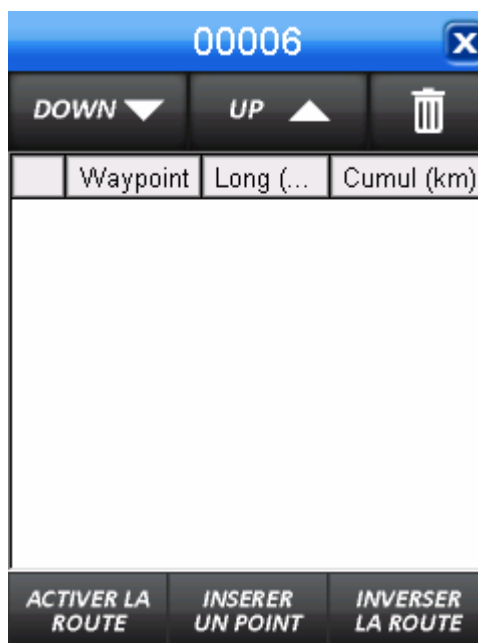 00006
DOWN UP
Waypoint Long (... Cumul (km)
ACTIVER LA ROUTE
INSERER UN POINT
INVERSER LA ROUTE